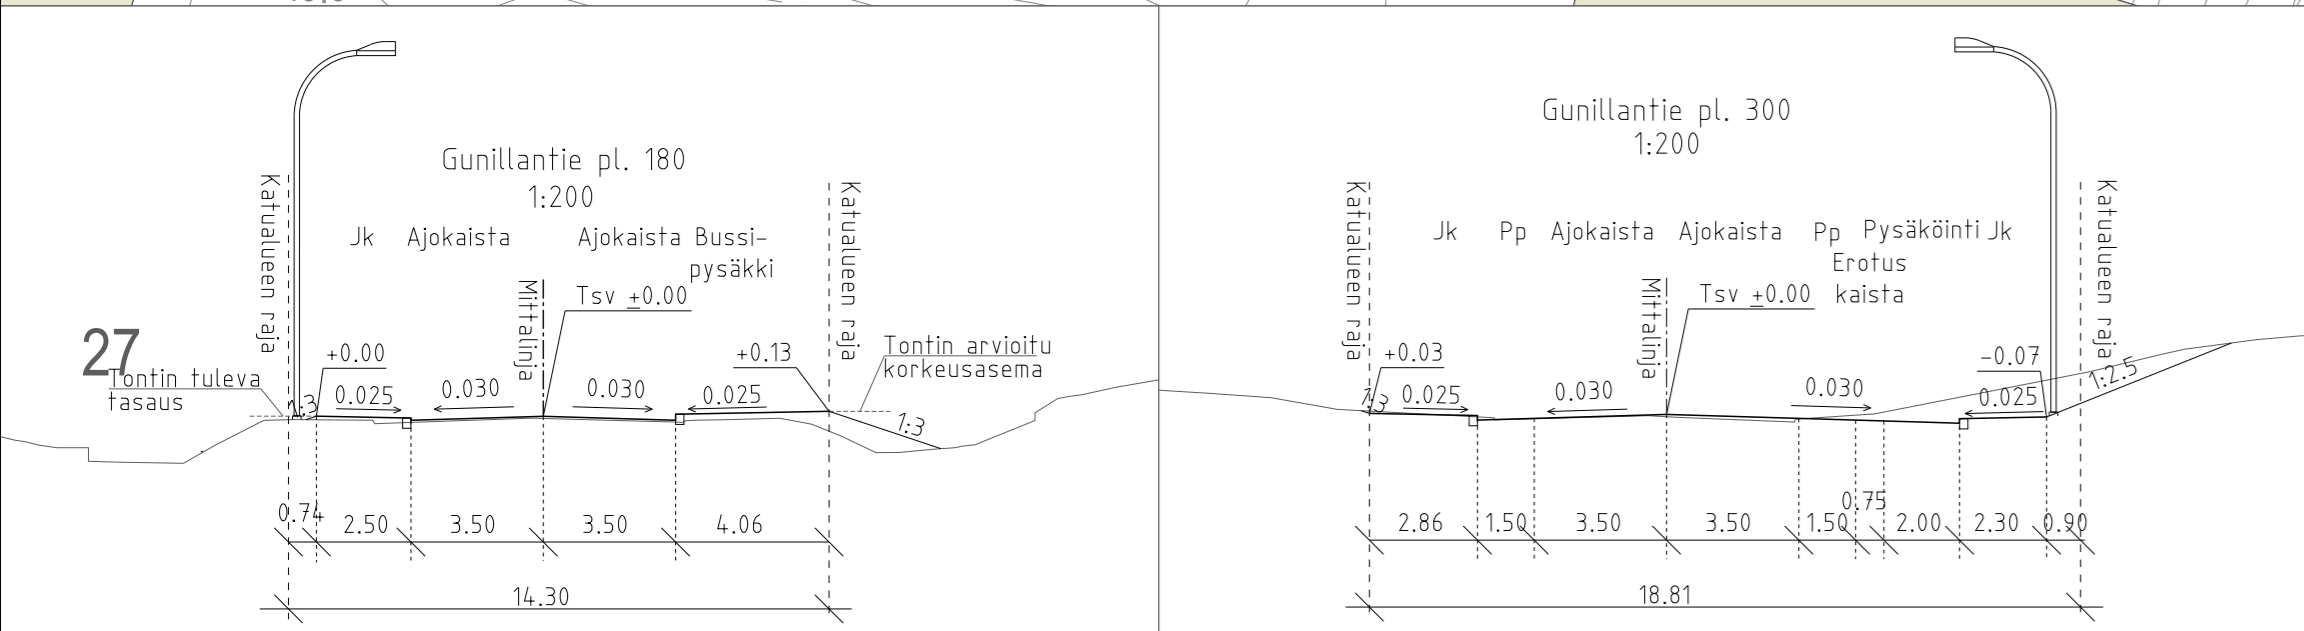 Gunillantie pl. 180
1:200
Katualueen raja
Jk Ajokaista Ajokaista Bussi-
pysäkki
Mittalinja
Tsv ±0.00
Katualueen raja
27
Tontin tuleva
tasaus
+0.00
+0.13
Tontin arvioitu
korkeusasema
1:3 0.025 0.030 0.030 0.025
1:3
0.74 2.50 3.50 3.50 4.06
14.30
Gunillantie pl. 300
1:200
Katualueen raja
Jk Pp Ajokaista Ajokaista Pp Pysäköinti Jk
Erotus
kaista
Mittalinja
Tsv ±0.00
Katualueen raja
+0.03
-0.07
1:3 0.025 0.030 0.030 0.025 1:2.5
0.75
2.86 1.50 3.50 3.50 1.50 2.00 2.30 0.90
18.81